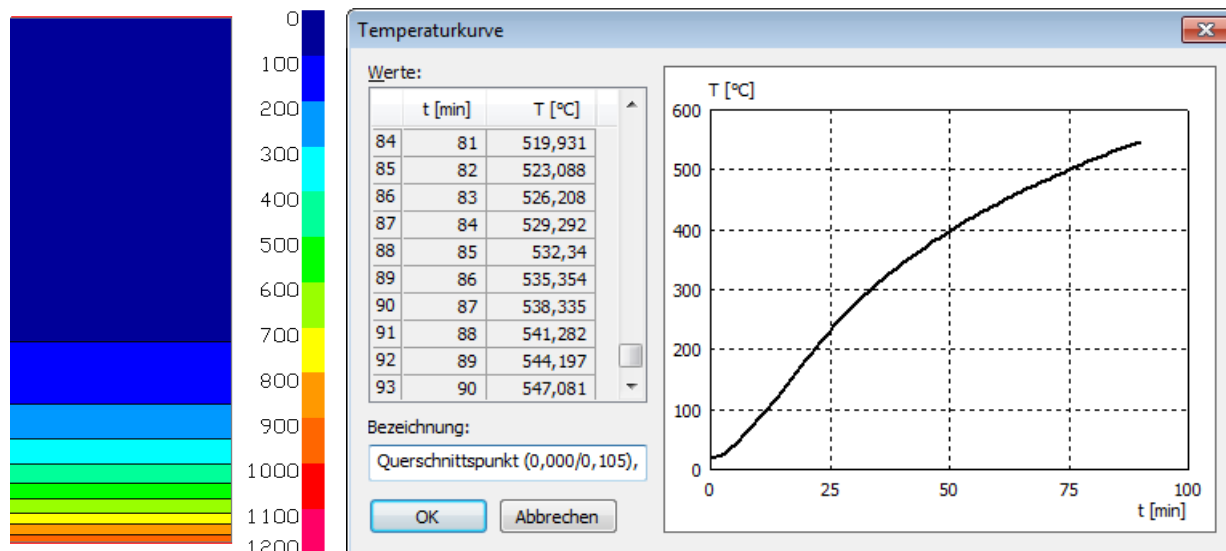 0
100
200
300
400
500
600
700
800
900
1000
1100
1200
Temperaturkurve
Werte:
t [min] T [°C]
84 81 519,931
85 82 523,088
86 83 526,208
87 84 529,292
88 85 532,34
89 86 535,354
90 87 538,335
91 88 541,282
92 89 544,197
93 90 547,081
Bezeichnung:
Querschnittspunkt (0,000/0,105),
OK Abbrechen
T [°C]
600
500
400
300
200
100
0
0 25 50 75 100
t [min]